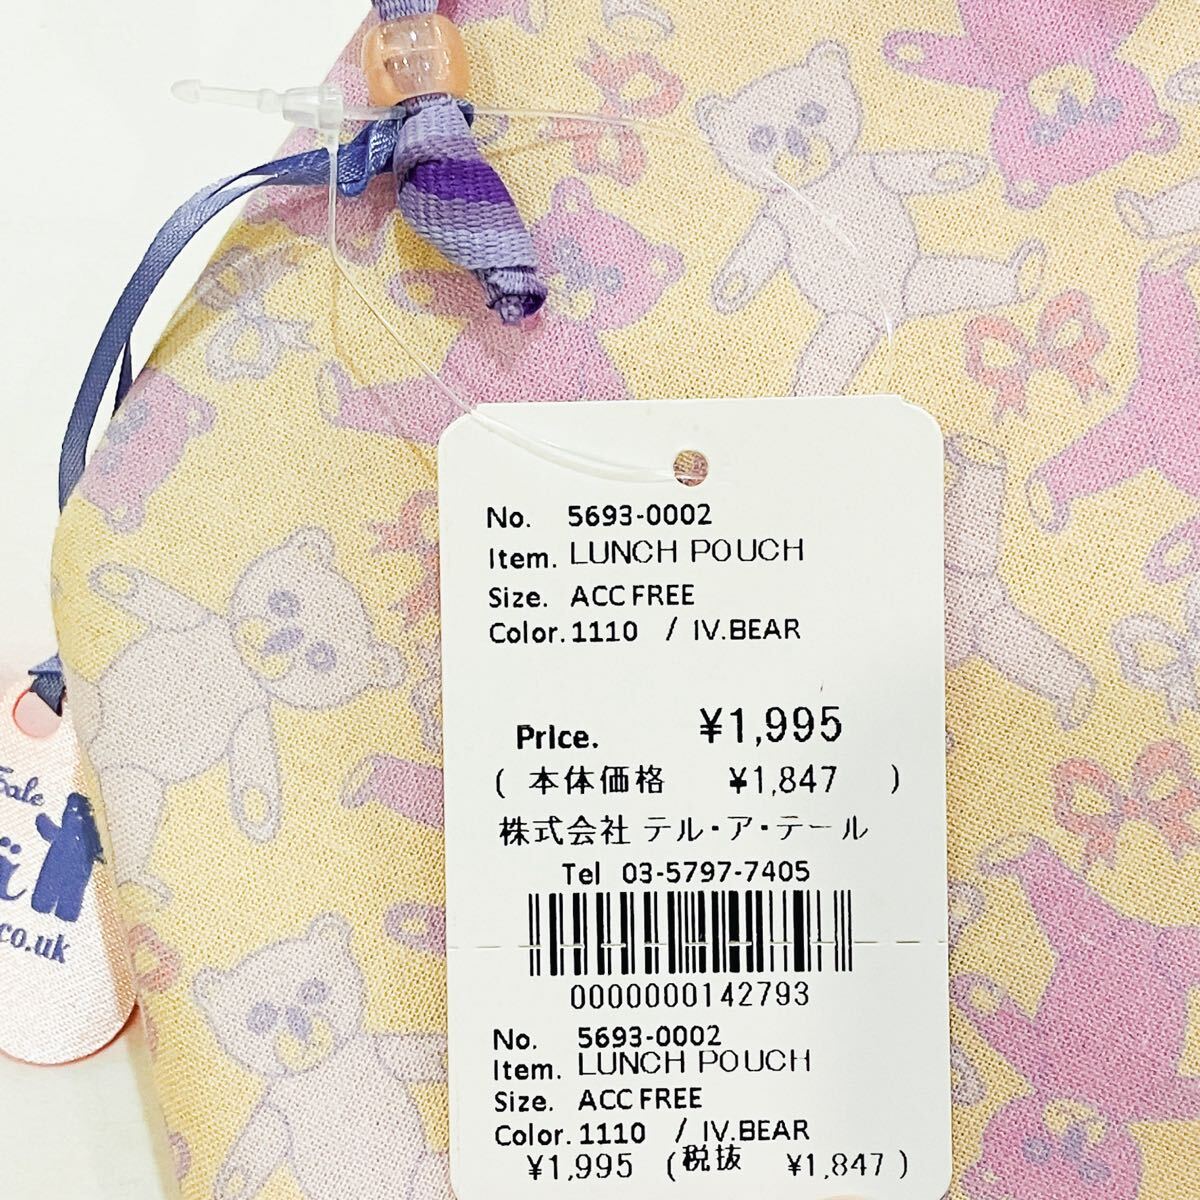 No. 5693-0002
Item. LUNCH POUCH
Size. ACC FREE
Color. 1110 / IV.BEAR
Price. ¥1,995
( 本体価格 ¥1,847 )
株式会社 テル・ア・テール
Tel 03-5797-7405
0000000142793
No. 5693-0002
Item. LUNCH POUCH
Size. ACC FREE
Color. 1110 / IV.BEAR
¥1,995 (税抜 ¥1,847)
.co.uk